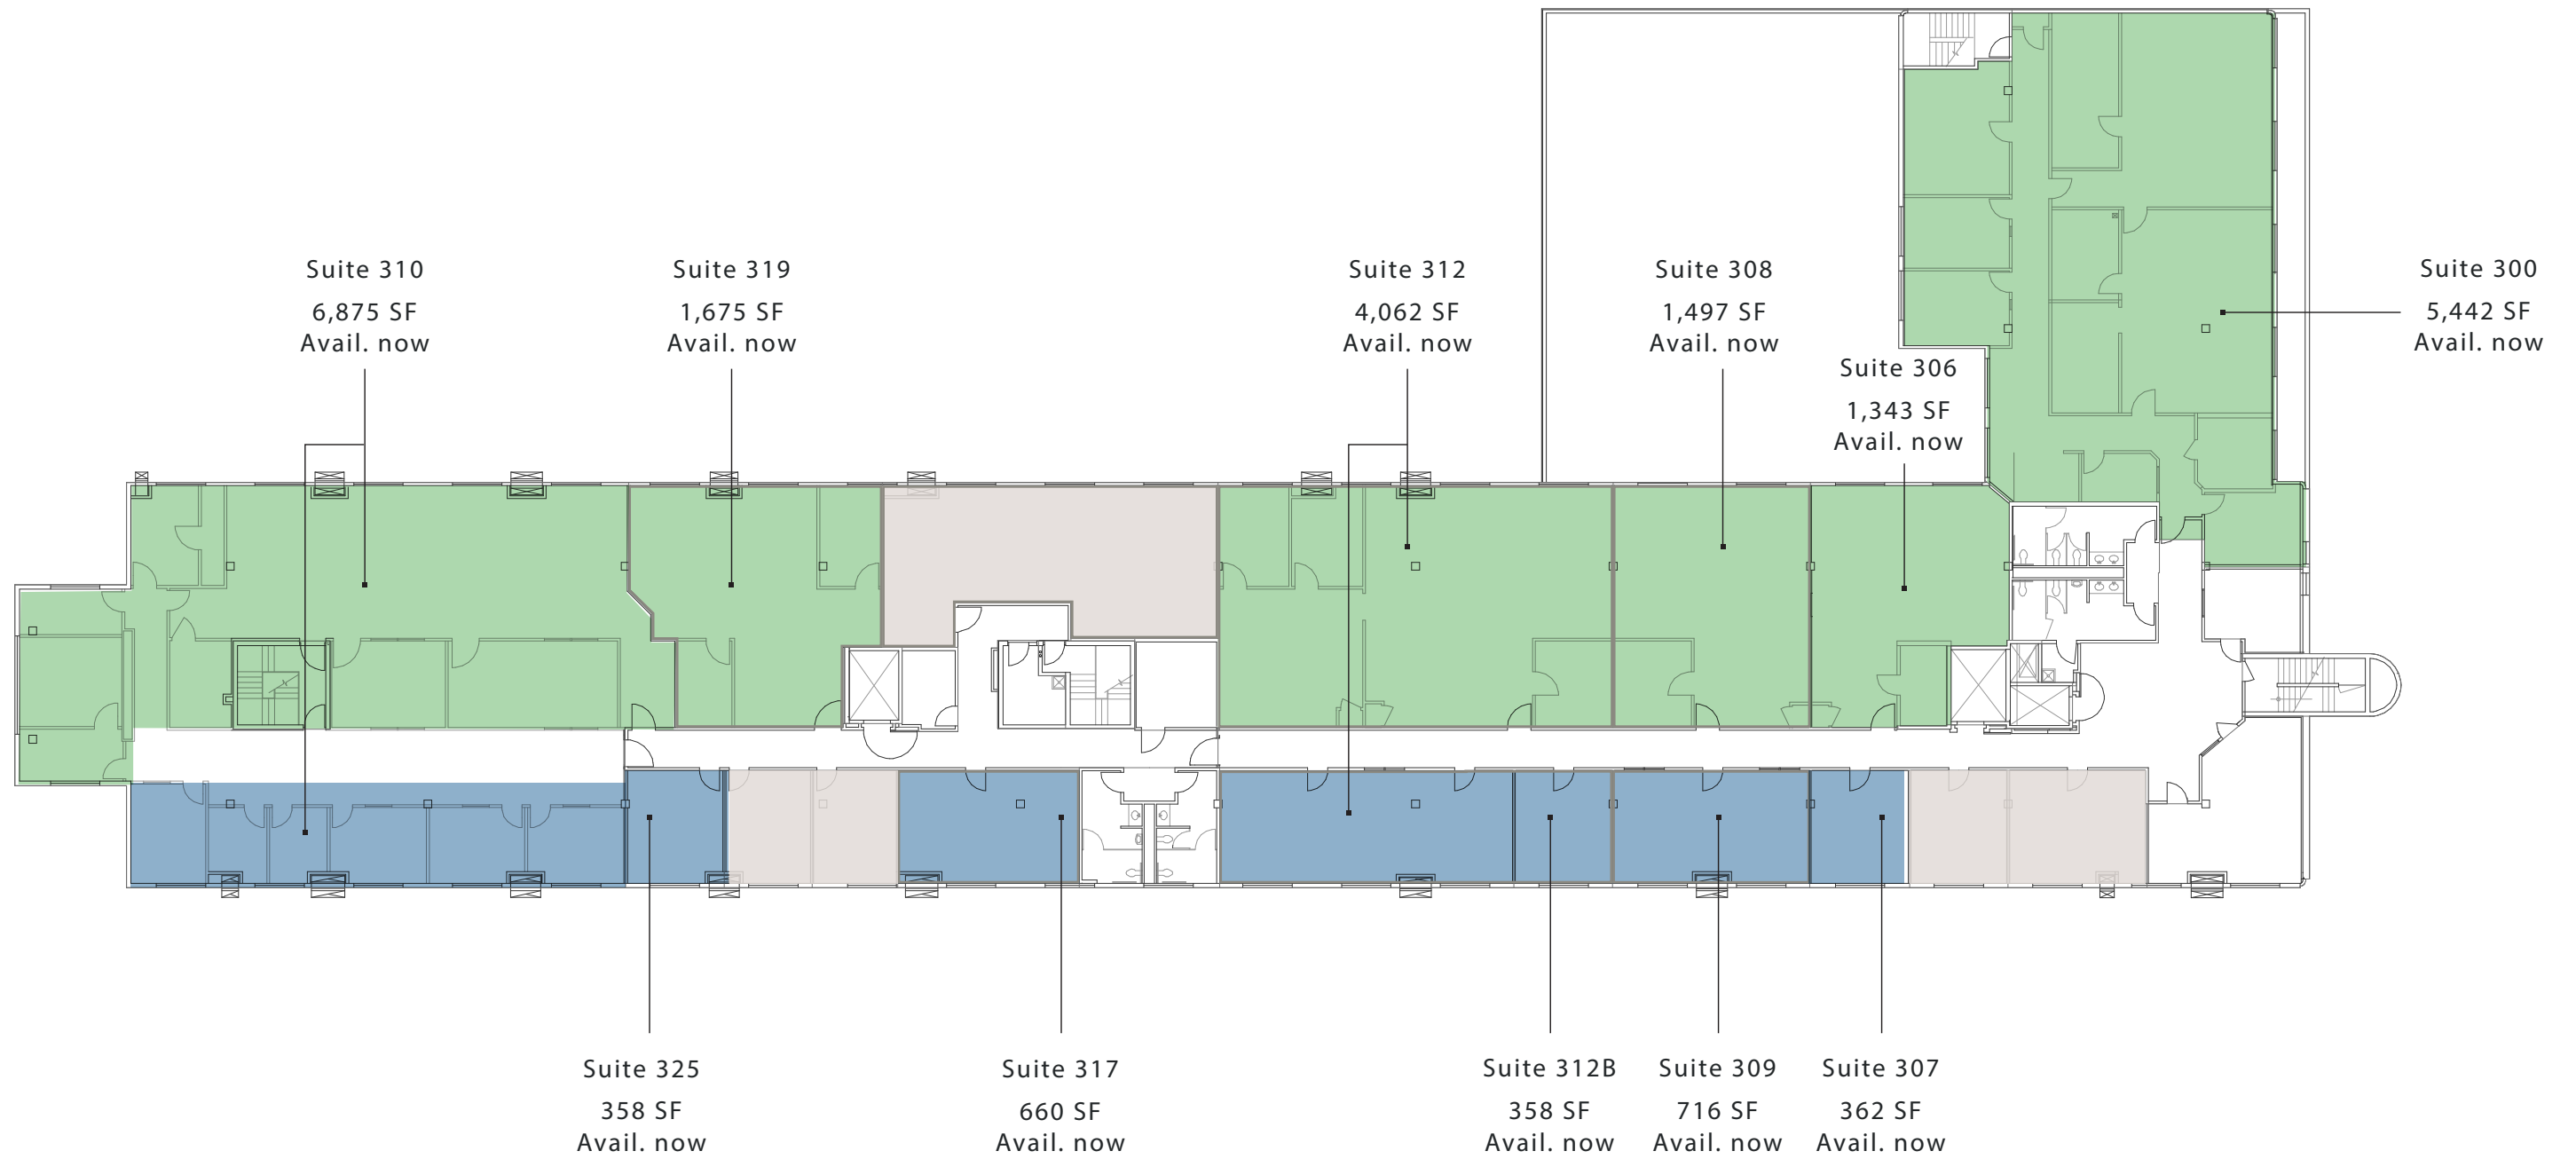 Suite 310
6,875 SF
Avail. now
Suite 319
1,675 SF
Avail. now
Suite 312
4,062 SF
Avail. now
Suite 308
1,497 SF
Avail. now
Suite 306
1,343 SF
Avail. now
Suite 300
5,442 SF
Avail. now
Suite 325
358 SF
Avail. now
Suite 317
660 SF
Avail. now
Suite 312B
358 SF
Avail. now
Suite 309
716 SF
Avail. now
Suite 307
362 SF
Avail. now